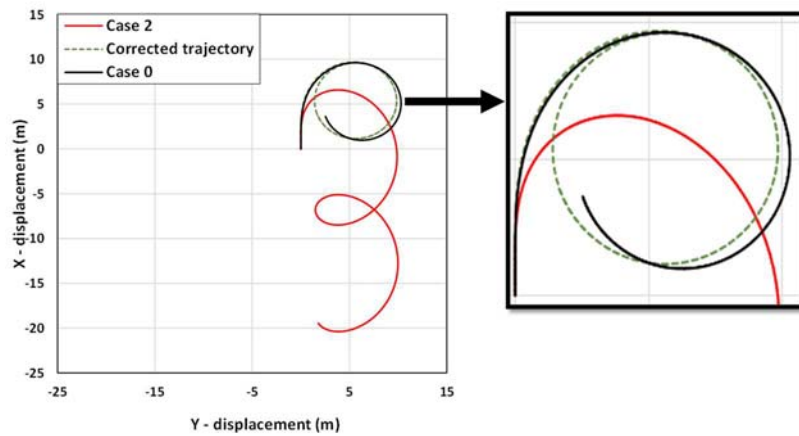 15
10
5
0
-5
-10
-15
-20
-25
X - displacement (m)
Case 2
Corrected trajectory
Case 0
-25
-15
-5
5
15
Y - displacement (m)